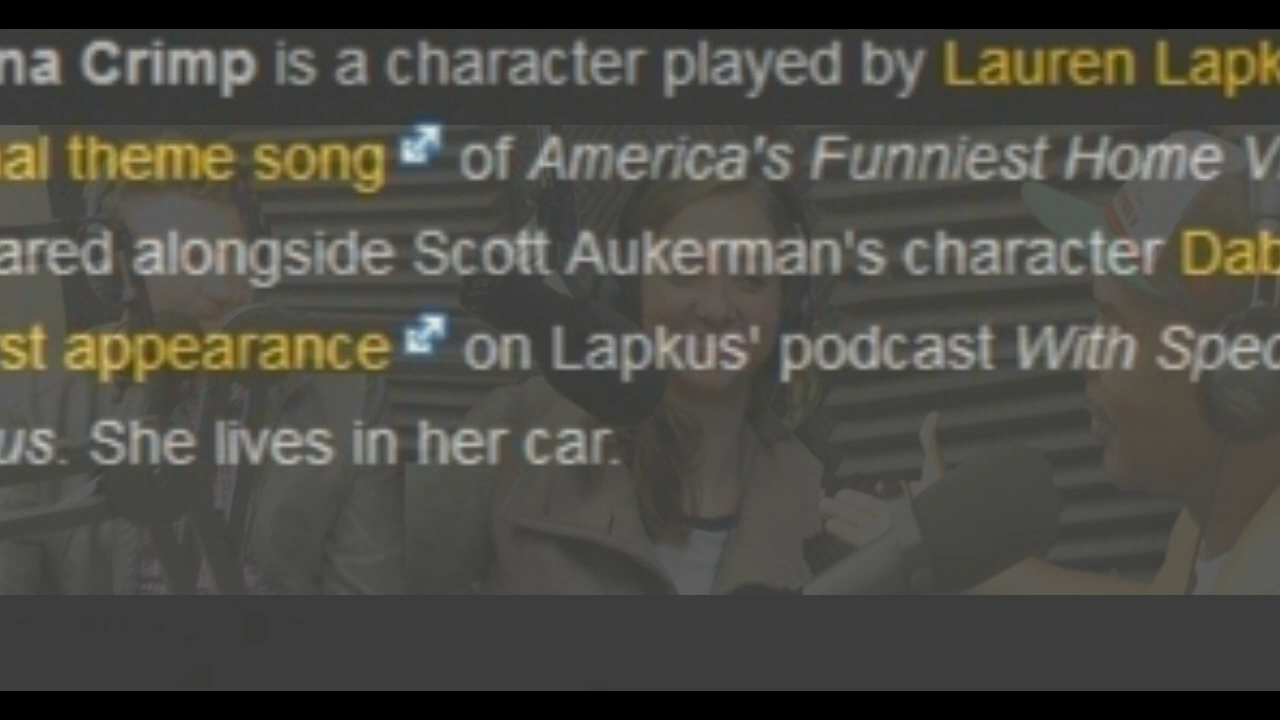 na Crimp is a character played by Lauren Lapk
al theme song of America's Funniest Home V
ared alongside Scott Aukerman's character Dab
st appearance on Lapkus' podcast With Spec
us. She lives in her car.